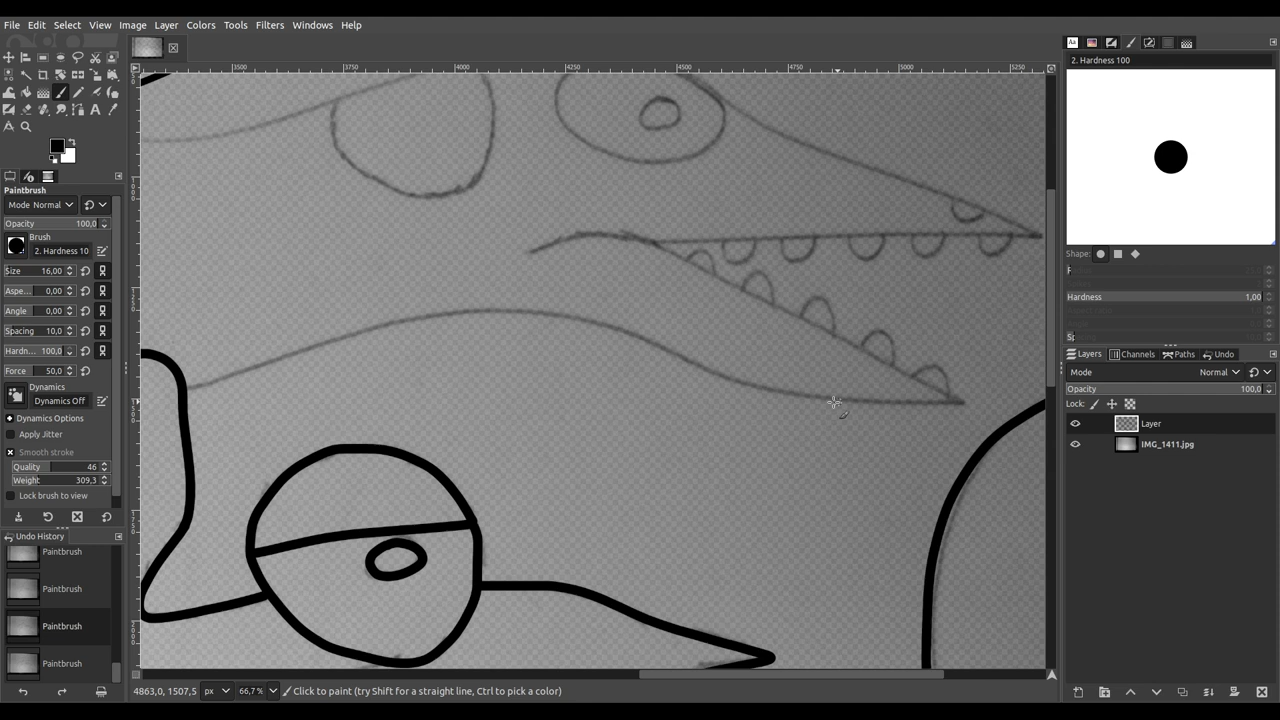 File Edit Select View Image Layer Colors Tools Filters Windows Help
3500 3750 4000 4250 4500 4750 5000 5250
Paintbrush
Mode Normal
Opacity 100,0
Brush
2. Hardness 10
Size 16,00
Aspe... 0,00
Angle 0,00
Spacing 10,0
Hardn... 100,0
Force 50,0
Dynamics
Dynamics Off
Dynamics Options
Apply Jitter
Smooth stroke
Quality 46
Weight 309,3
Lock brush to view
Undo History
Paintbrush
Paintbrush
Paintbrush
Paintbrush
4863,0, 1507,5 px 66,7 % Click to paint (try Shift for a straight line, Ctrl to pick a color)
Aa
2. Hardness 100
Shape:
Hardness 1,00
Sp
Layers Channels Paths Undo
Mode Normal
Opacity 100,0
Lock:
Layer
IMG_1411.jpg